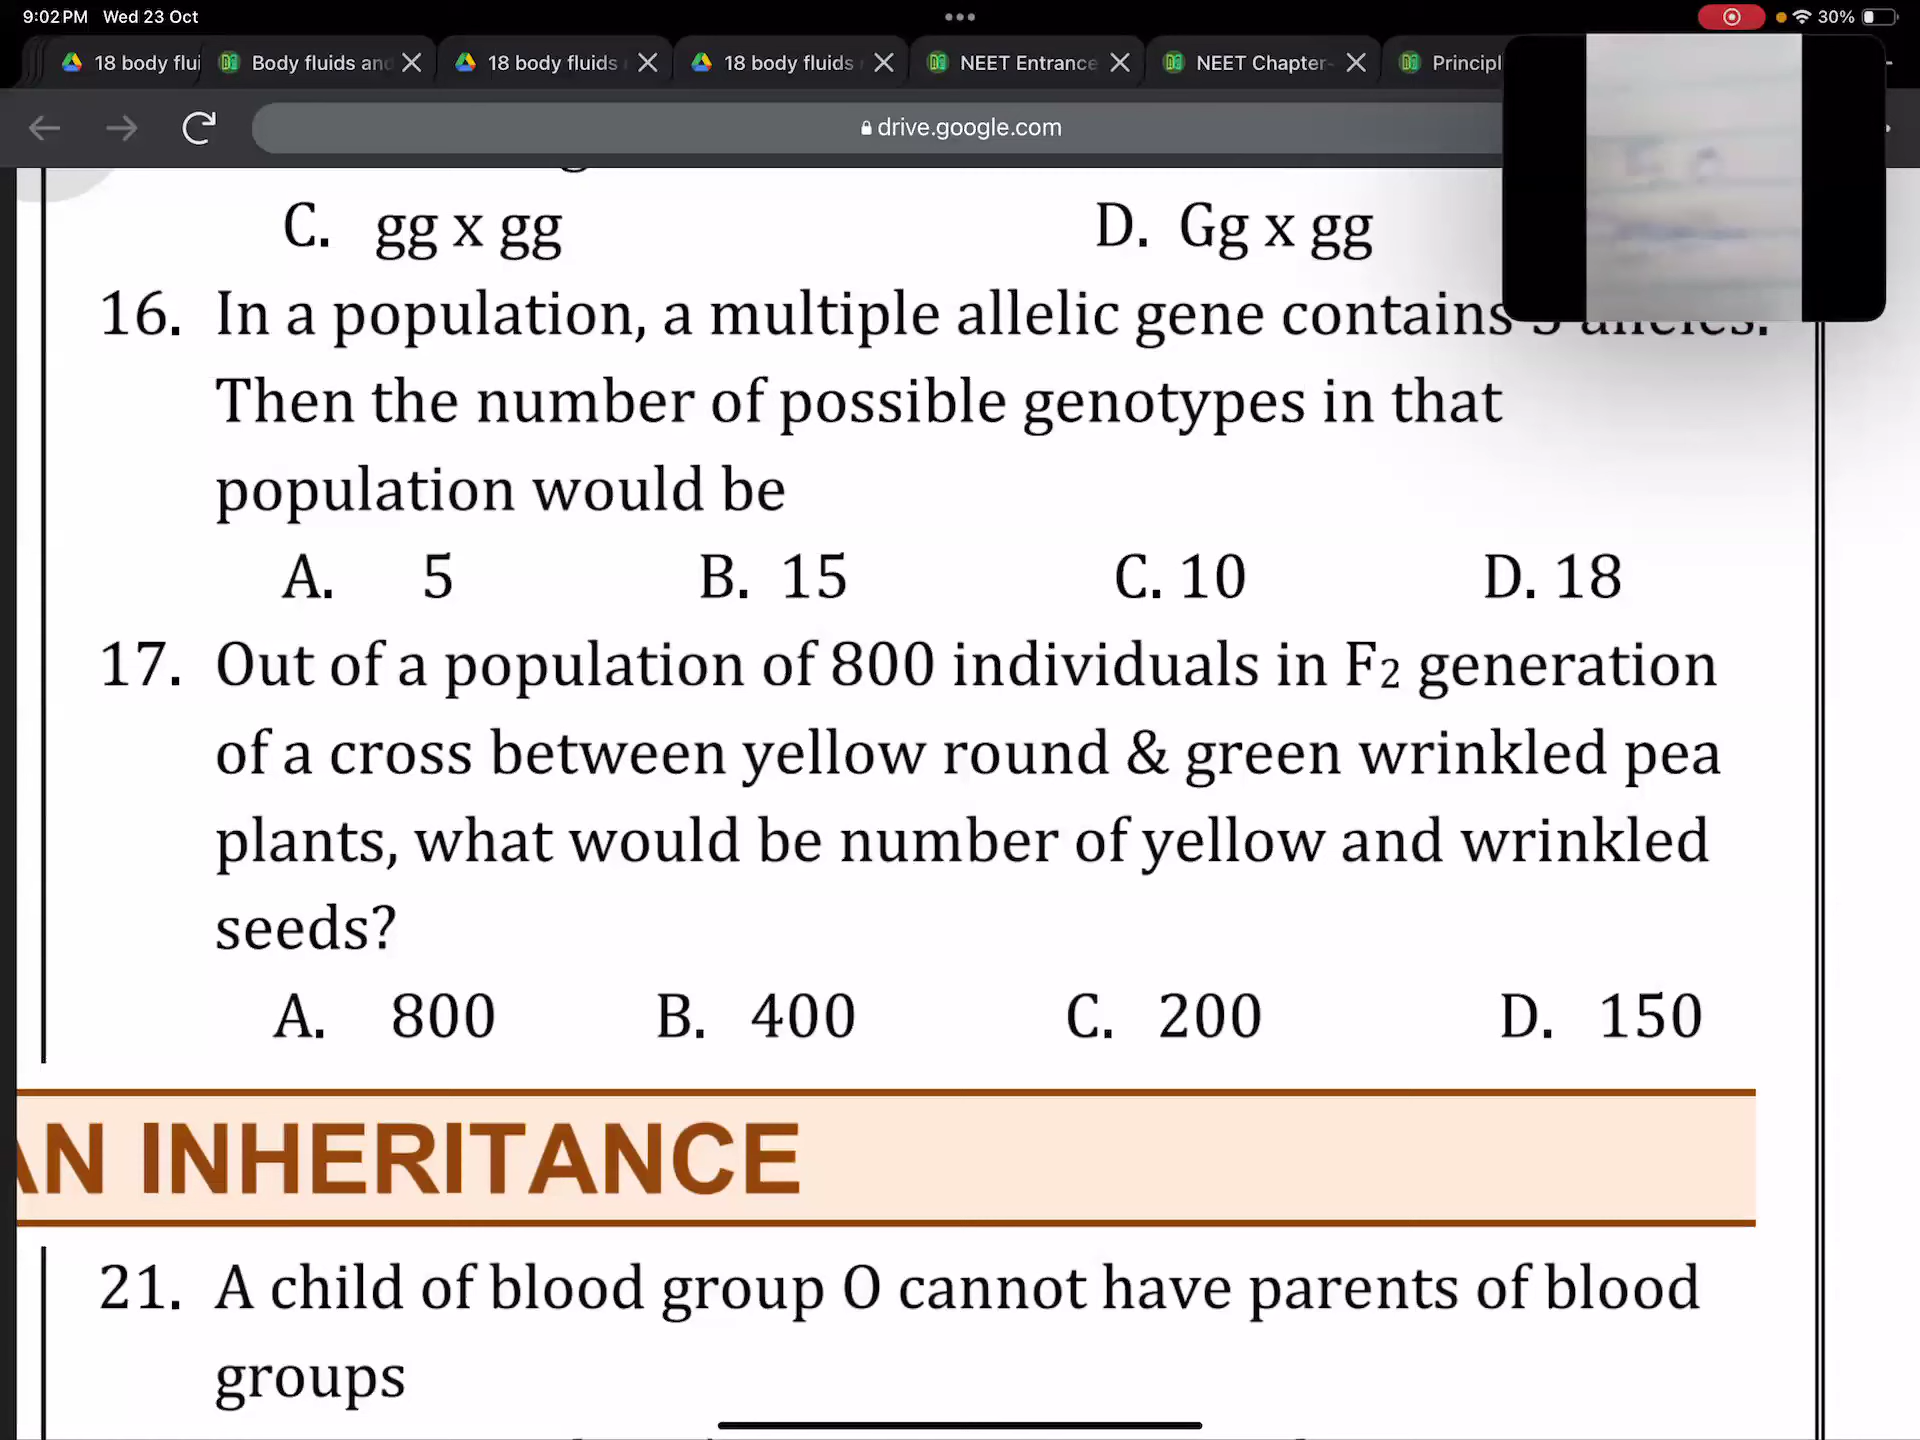 9:02 PM Wed 23 Oct
30%
18 body flui
Body fluids an
18 body fluids
18 body fluids
NEET Entrance
NEET Chapter-
Principl
drive.google.com
C. gg x gg D. Gg x gg
16. In a population, a multiple allelic gene contains
Then the number of possible genotypes in that
population would be
A. 5 B. 15 C. 10 D. 18
17. Out of a population of 800 individuals in F2 generation
of a cross between yellow round & green wrinkled pea
plants, what would be number of yellow and wrinkled
seeds?
A. 800 B. 400 C. 200 D. 150
AN INHERITANCE
21. A child of blood group O cannot have parents of blood
groups